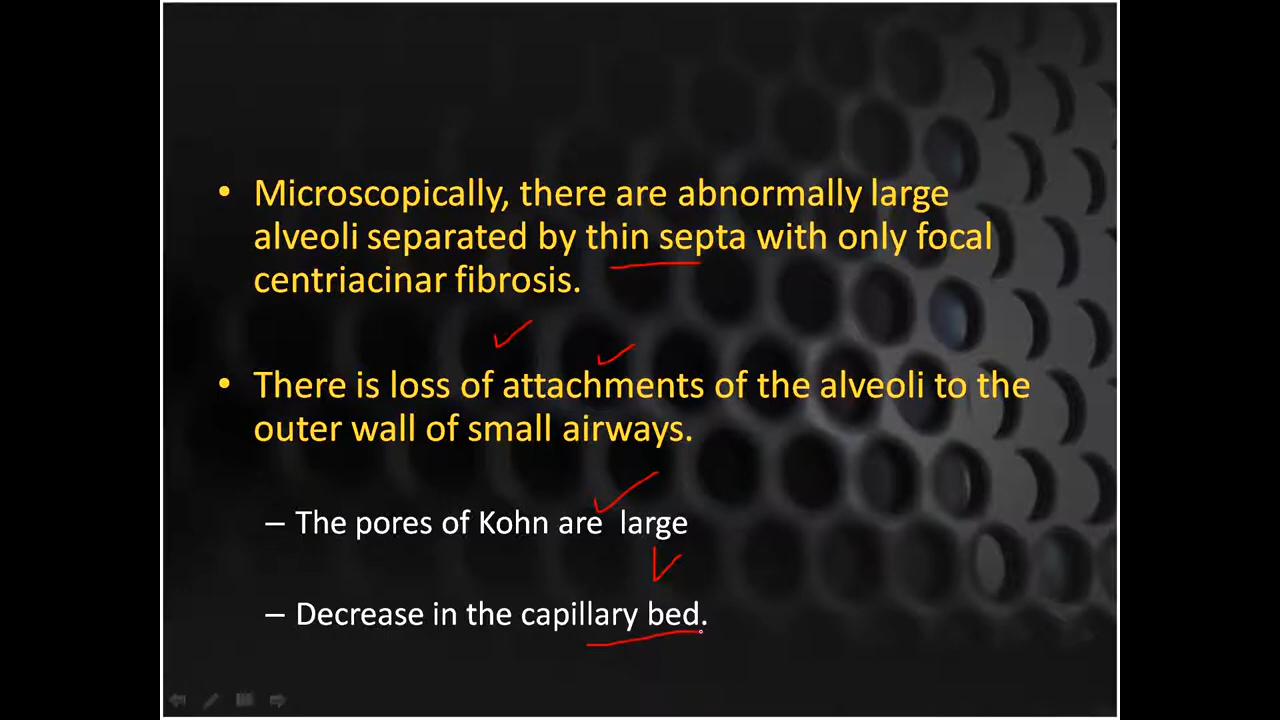 • Microscopically, there are abnormally large
alveoli separated by thin septa with only focal
centriacinar fibrosis.
• There is loss of attachments of the alveoli to the
outer wall of small airways.
– The pores of Kohn are large
– Decrease in the capillary bed.